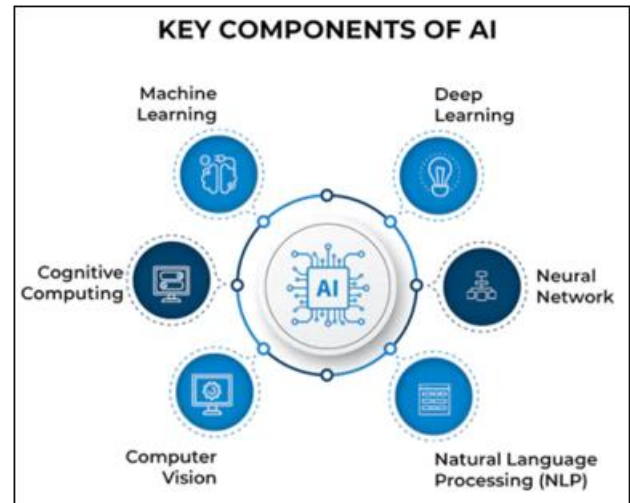 KEY COMPONENTS OF AI
Machine
Learning
Deep
Learning
Cognitive
Computing
AI
Neural
Network
Computer
Vision
Natural Language
Processing (NLP)